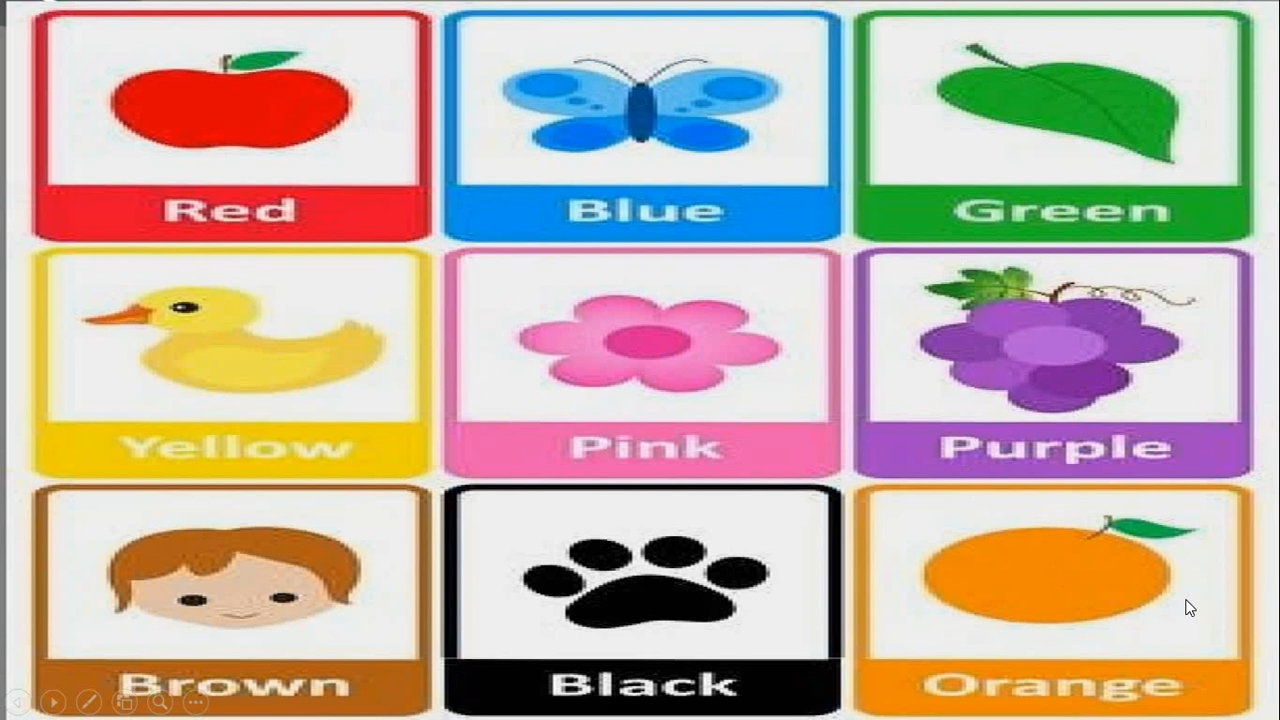 Red
Blue
Green
Yellow
Pink
Purple
Brown
Black
Orange